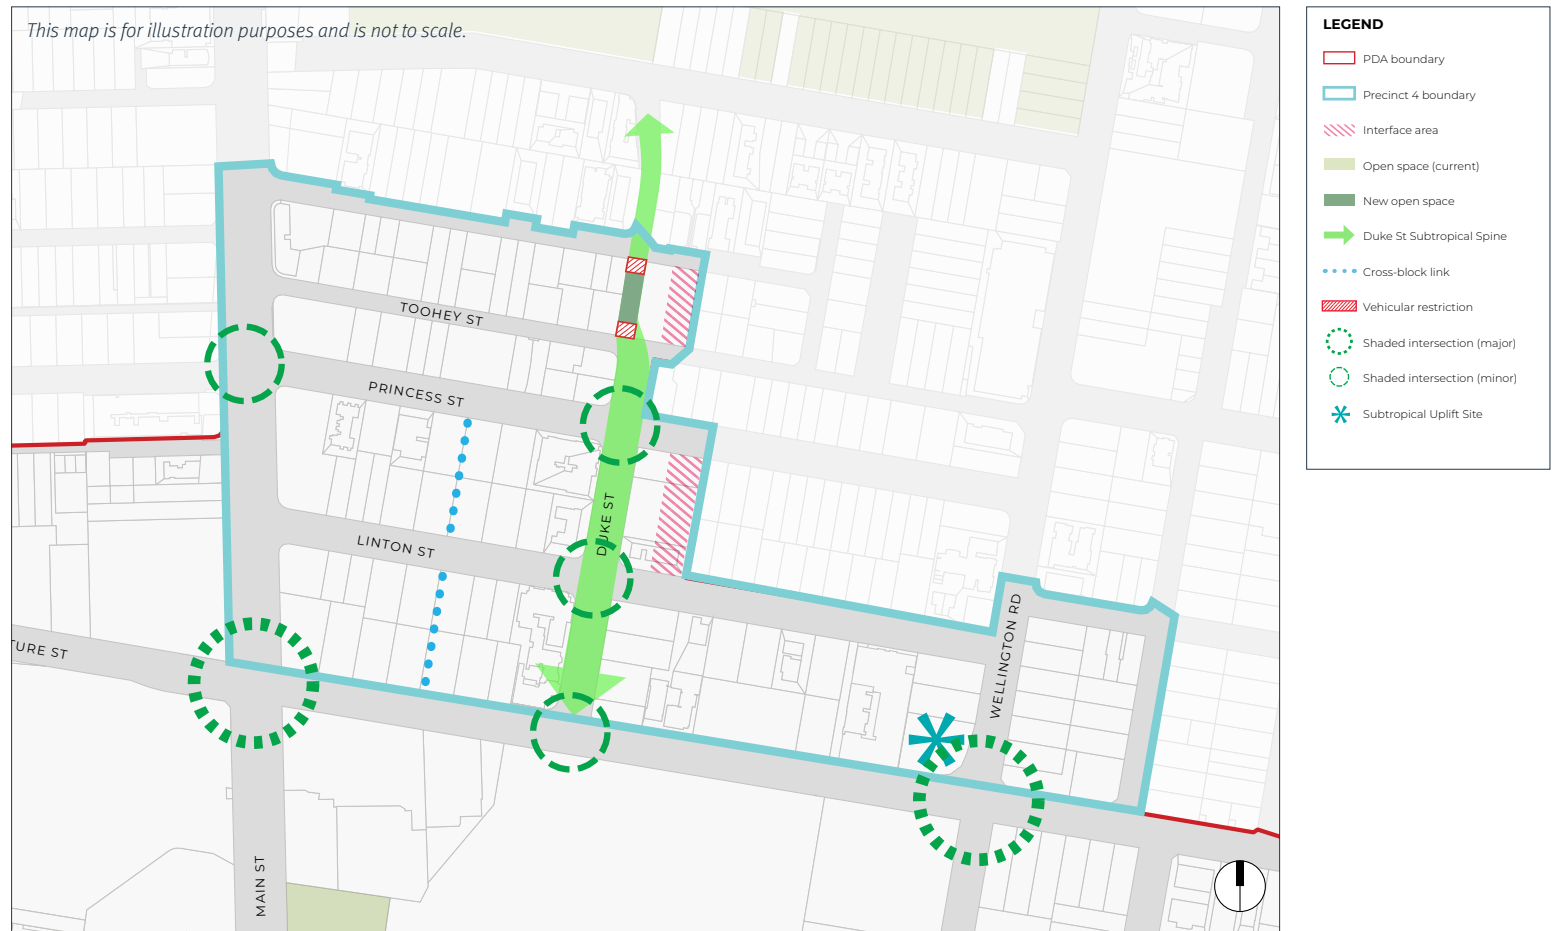 This map is for illustration purposes and is not to scale.
TOOHEY ST
PRINCESS ST
DUKE ST
LINTON ST
WELLINGTON RD
TURE ST
MAIN ST
LEGEND
PDA boundary
Precinct 4 boundary
Interface area
Open space (current)
New open space
Duke St Subtropical Spine
Cross-block link
Vehicular restriction
Shaded intersection (major)
Shaded intersection (minor)
Subtropical Uplift Site